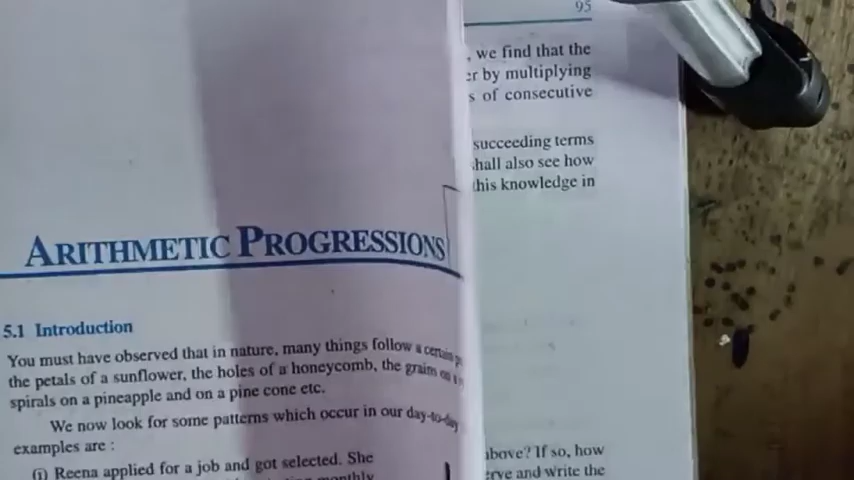 ARITHMETIC PROGRESSIONS
5.1 Introduction
You must have observed that in nature, many things follow a certain
the petals of a sunflower, the holes of a honeycomb, the grains on a
spirals on a pineapple and on a pine cone etc.
We now look for some patterns which occur in our day-to-day
examples are :
(i) Reena applied for a job and got selected. She
monthly
95
, we find that the
by multiplying
s of consecutive
succeeding terms
hall also see how
this knowledge in
above? If so, how
rve and write the